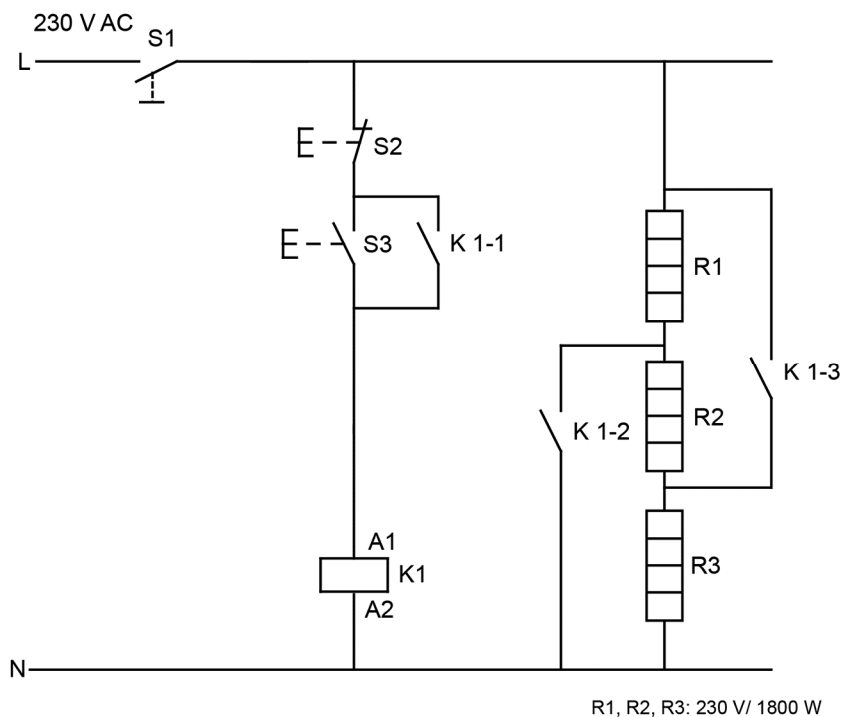 230 V AC
S1
L
S2
S3
K 1-1
R1
K 1-3
R2
K 1-2
A1
K1
A2
R3
N
R1, R2, R3: 230 V/ 1800 W